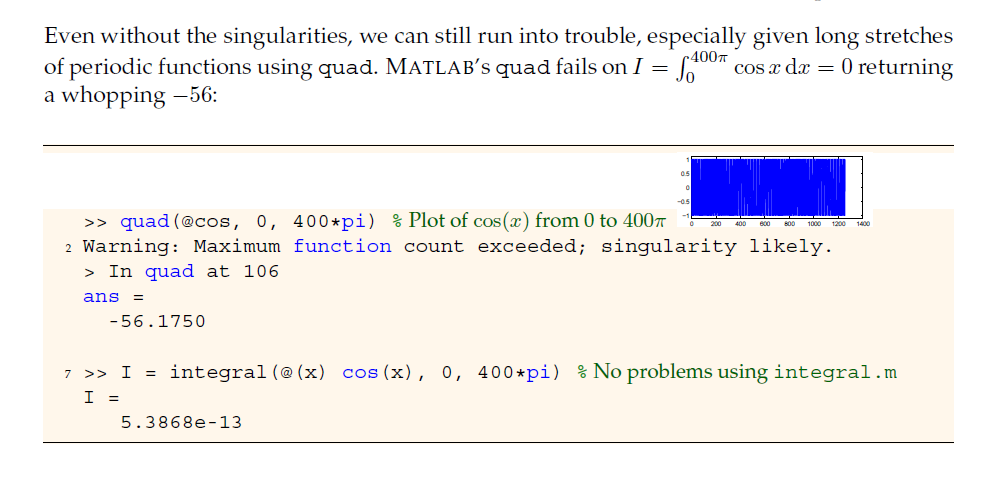 Even without the singularities, we can still run into trouble, especially given long stretches
of periodic functions using quad. MATLAB's quad fails on I = ∫₀^{400π} cos x dx = 0 returning
a whopping −56:
1
0.5
0
−0.5
−1
0 200 400 600 800 1000 1200 1400
>> quad(@cos, 0, 400*pi) % Plot of cos(x) from 0 to 400π
2 Warning: Maximum function count exceeded; singularity likely.
> In quad at 106
ans =
-56.1750
7 >> I = integral(@(x) cos(x), 0, 400*pi) % No problems using integral.m
I =
5.3868e-13